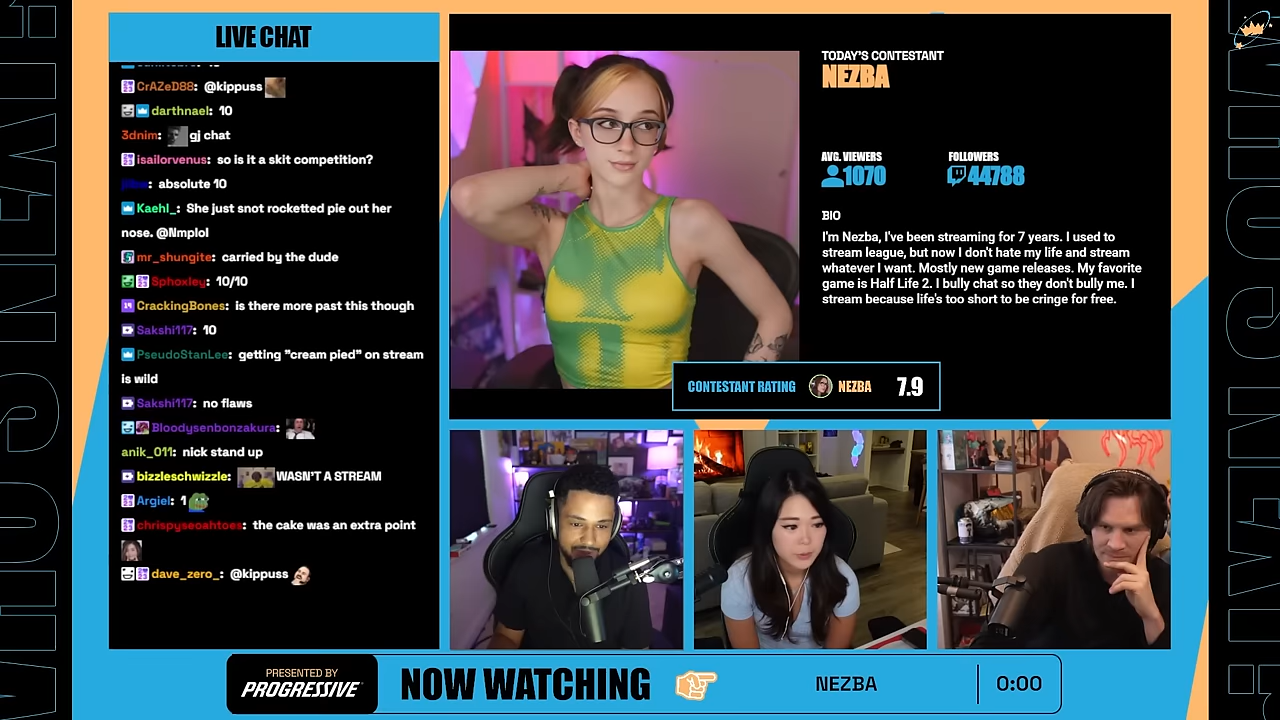 LIVE CHAT
CrAZeD88: @kippuss
darthnael: 10
3dnim: gj chat
isailorvenus: so is it a skit competition?
: absolute 10
Kaehl_: She just snot rocketted pie out her
nose. @Nmplol
mr_shungite: carried by the dude
Sphoxley: 10/10
CrackingBones: is there more past this though
Sakshi117: 10
PseudoStanLee: getting "cream pied" on stream
is wild
Sakshi117: no flaws
Bloodysenbonzakura:
anik_011: nick stand up
bizzleschwizzle: WASN'T A STREAM
Argiel: 1
chrispyseoahtoes: the cake was an extra point
dave_zero_: @kippuss
TODAY'S CONTESTANT
NEZBA
AVG. VIEWERS
1070
FOLLOWERS
44788
BIO
I'm Nezba, I've been streaming for 7 years. I used to
stream league, but now I don't hate my life and stream
whatever I want. Mostly new game releases. My favorite
game is Half Life 2. I bully chat so they don't bully me. I
stream because life's too short to be cringe for free.
CONTESTANT RATING NEZBA 7.9
PRESENTED BY
PROGRESSIVE
NOW WATCHING NEZBA 0:00